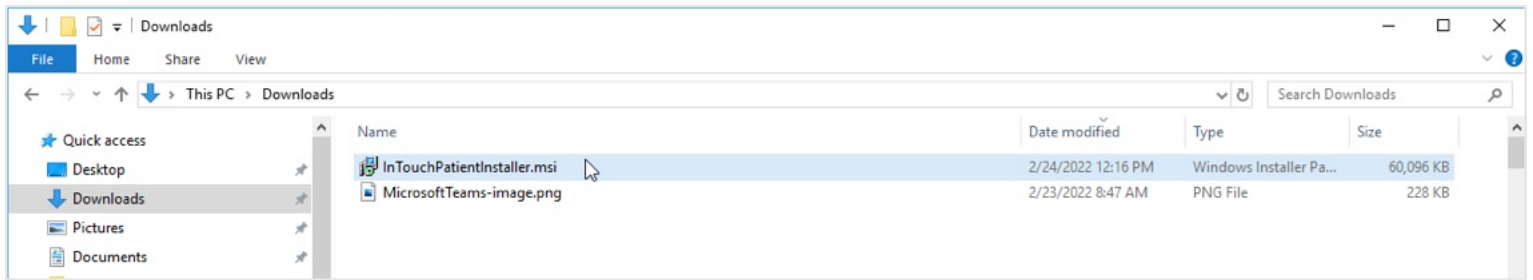 Downloads
File Home Share View
This PC > Downloads Search Downloads
Quick access
Desktop
Downloads
Pictures
Documents
Name Date modified Type Size
InTouchPatientInstaller.msi 2/24/2022 12:16 PM Windows Installer Pa... 60,096 KB
MicrosoftTeams-image.png 2/23/2022 8:47 AM PNG File 228 KB